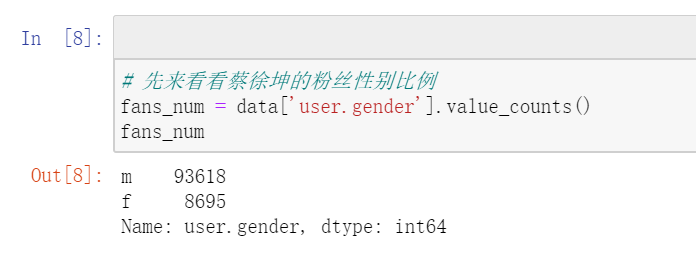 In [8]:
# 先来看看蔡徐坤的粉丝性别比例
fans_num = data['user.gender'].value_counts()
fans_num
Out[8]: m    93618
f     8695
Name: user.gender, dtype: int64